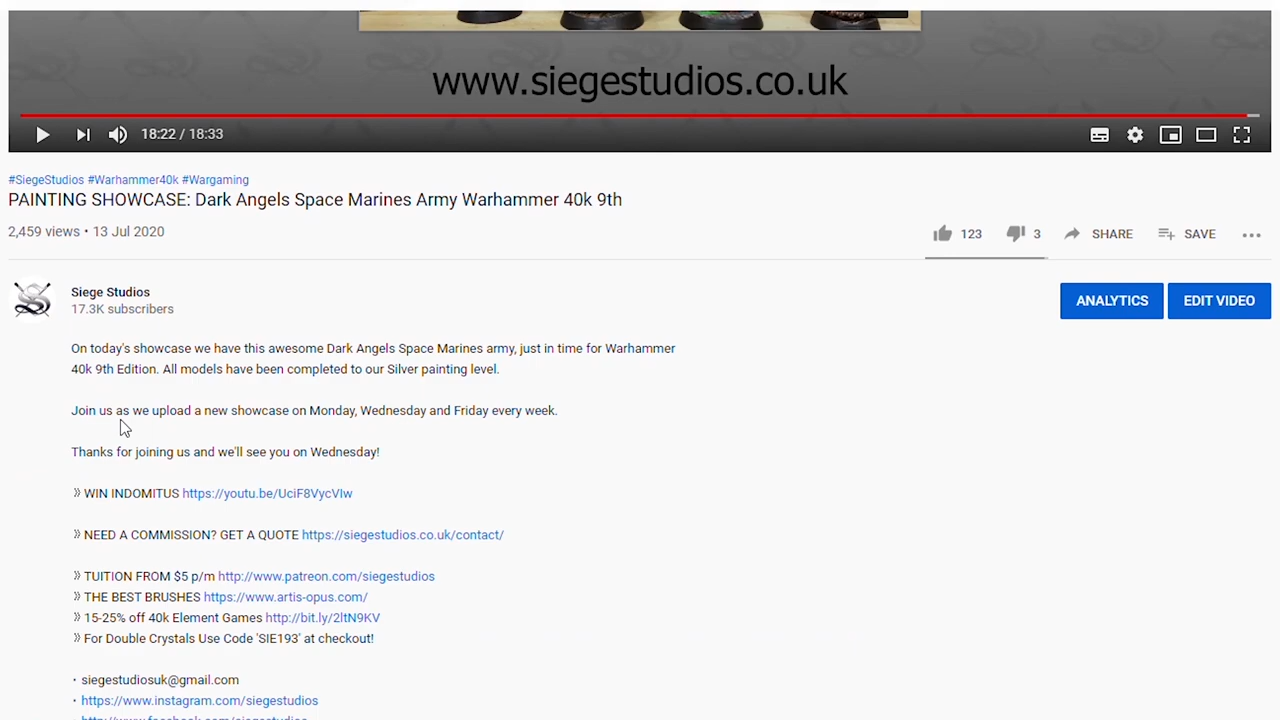 www.siegestudios.co.uk
18:22 / 18:33
#SiegeStudios #Warhammer40k #Wargaming
PAINTING SHOWCASE: Dark Angels Space Marines Army Warhammer 40k 9th
2,459 views • 13 Jul 2020
123 3 SHARE SAVE
Siege Studios
17.3K subscribers
ANALYTICS EDIT VIDEO
On today's showcase we have this awesome Dark Angels Space Marines army, just in time for Warhammer
40k 9th Edition. All models have been completed to our Silver painting level.
Join us as we upload a new showcase on Monday, Wednesday and Friday every week.
Thanks for joining us and we'll see you on Wednesday!
》WIN INDOMITUS https://youtu.be/UciF8VycVIw
》NEED A COMMISSION? GET A QUOTE https://siegestudios.co.uk/contact/
》TUITION FROM $5 p/m http://www.patreon.com/siegestudios
》THE BEST BRUSHES https://www.artis-opus.com/
》15-25% off 40k Element Games http://bit.ly/2ltN9KV
》For Double Crystals Use Code 'SIE193' at checkout!
· siegestudiosuk@gmail.com
· https://www.instagram.com/siegestudios
· http://www.facebook.com/siegestudios